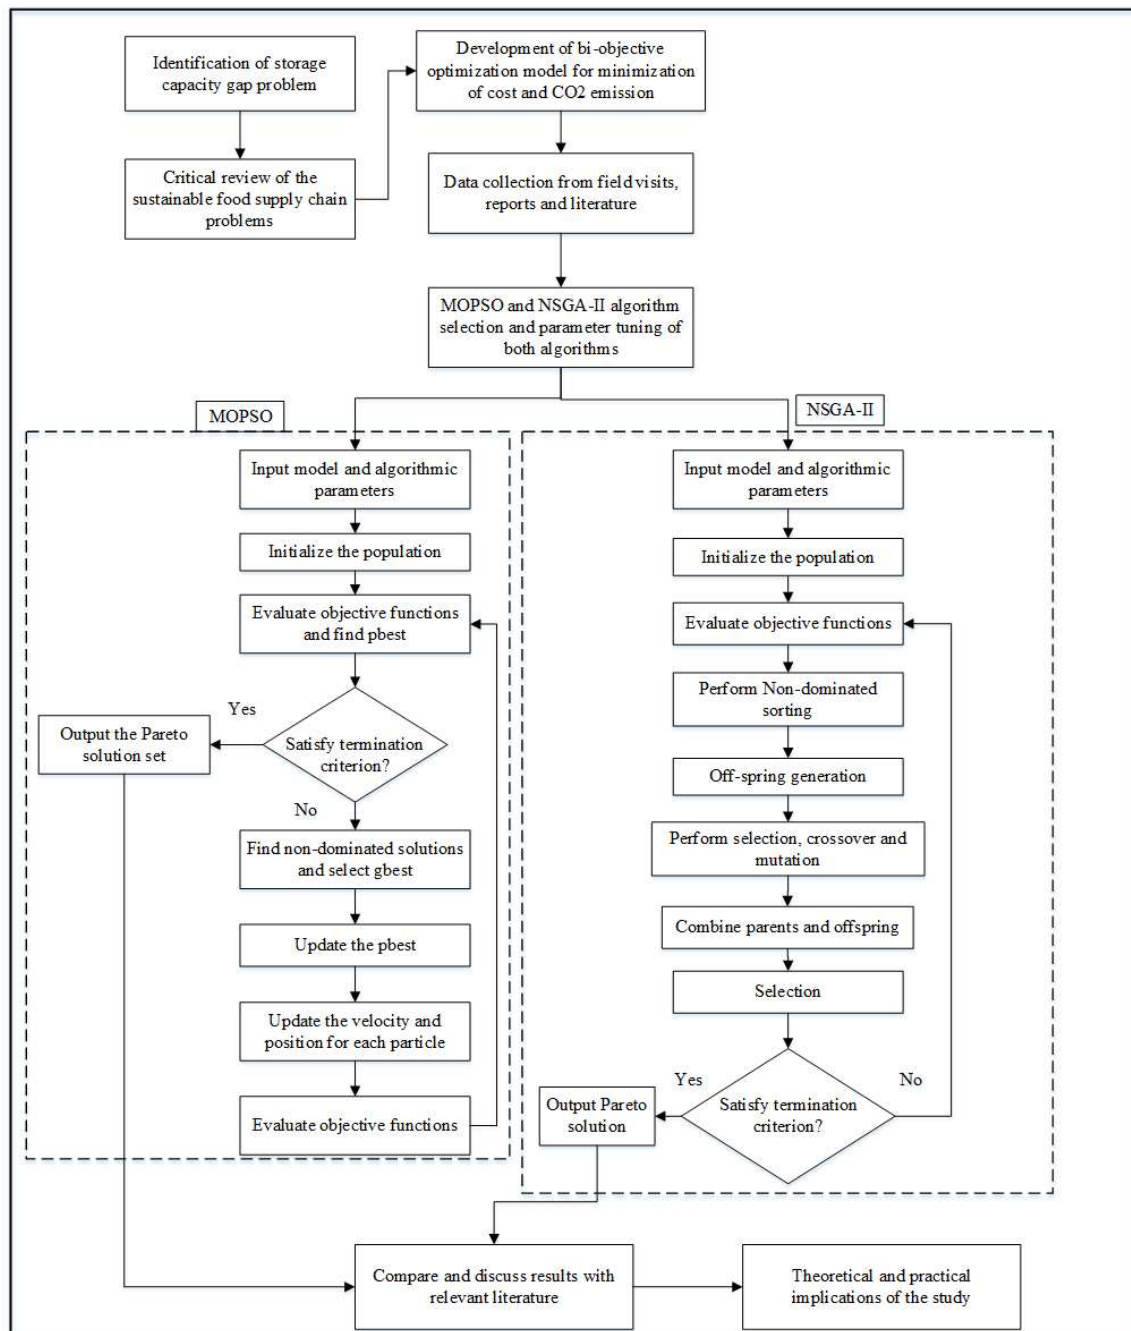 Identification of storage
capacity gap problem
Critical review of the
sustainable food supply chain
problems
Development of bi-objective
optimization model for minimization
of cost and CO2 emission
Data collection from field visits,
reports and literature
MOPSO and NSGA-II algorithm
selection and parameter tuning of
both algorithms
MOPSO
Input model and algorithmic
parameters
Initialize the population
Evaluate objective functions
and find pbest
Satisfy termination
criterion?
Yes
Output the Pareto
solution set
No
Find non-dominated solutions
and select gbest
Update the pbest
Update the velocity and
position for each particle
Evaluate objective functions
NSGA-II
Input model and algorithmic
parameters
Initialize the population
Evaluate objective functions
Perform Non-dominated
sorting
Off-spring generation
Perform selection, crossover and
mutation
Combine parents and offspring
Selection
Satisfy termination
criterion?
Yes
No
Output Pareto
solution
Compare and discuss results with
relevant literature
Theoretical and practical
implications of the study